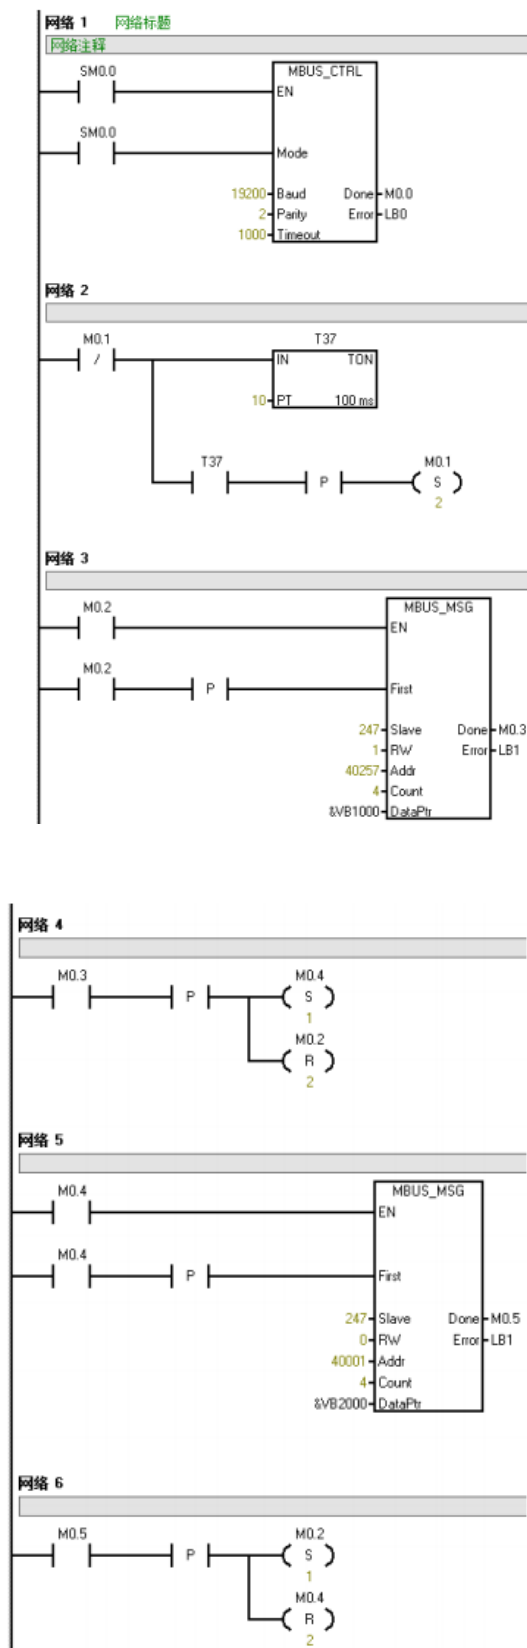 网络 1 网络标题
网络注释
SM0.0
MBUS_CTRL
EN
SM0.0
Mode
19200 Baud Done M0.0
2 Parity Error LB0
1000 Timeout
网络 2
M0.1
/
T37
IN TON
10 PT 100 ms
T37
P
M0.1
S
2
网络 3
M0.2
MBUS_MSG
EN
M0.2
P
First
247 Slave Done M0.3
1 RW Error LB1
40257 Addr
4 Count
&VB1000 DataPtr
网络 4
M0.3
P
M0.4
S
1
M0.2
R
2
网络 5
M0.4
MBUS_MSG
EN
M0.4
P
First
247 Slave Done M0.5
0 RW Error LB1
40001 Addr
4 Count
&VB2000 DataPtr
网络 6
M0.5
P
M0.2
S
1
M0.4
R
2